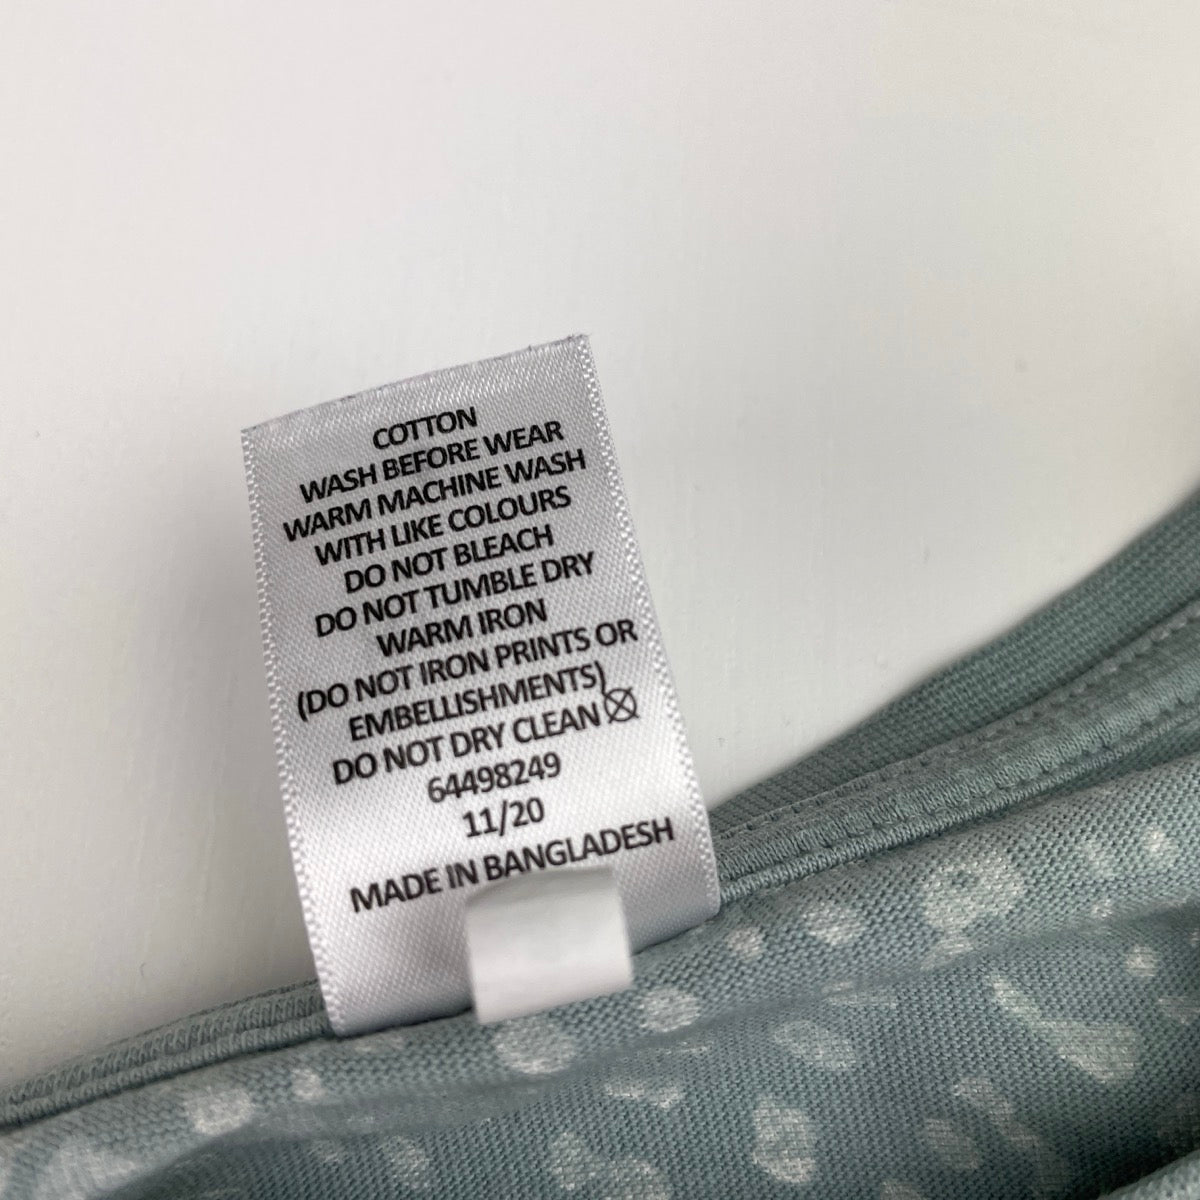 COTTON
WASH BEFORE WEAR
WARM MACHINE WASH
WITH LIKE COLOURS
DO NOT BLEACH
DO NOT TUMBLE DRY
WARM IRON
(DO NOT IRON PRINTS OR
EMBELLISHMENTS)
DO NOT DRY CLEAN
64498249
11/20
MADE IN BANGLADESH